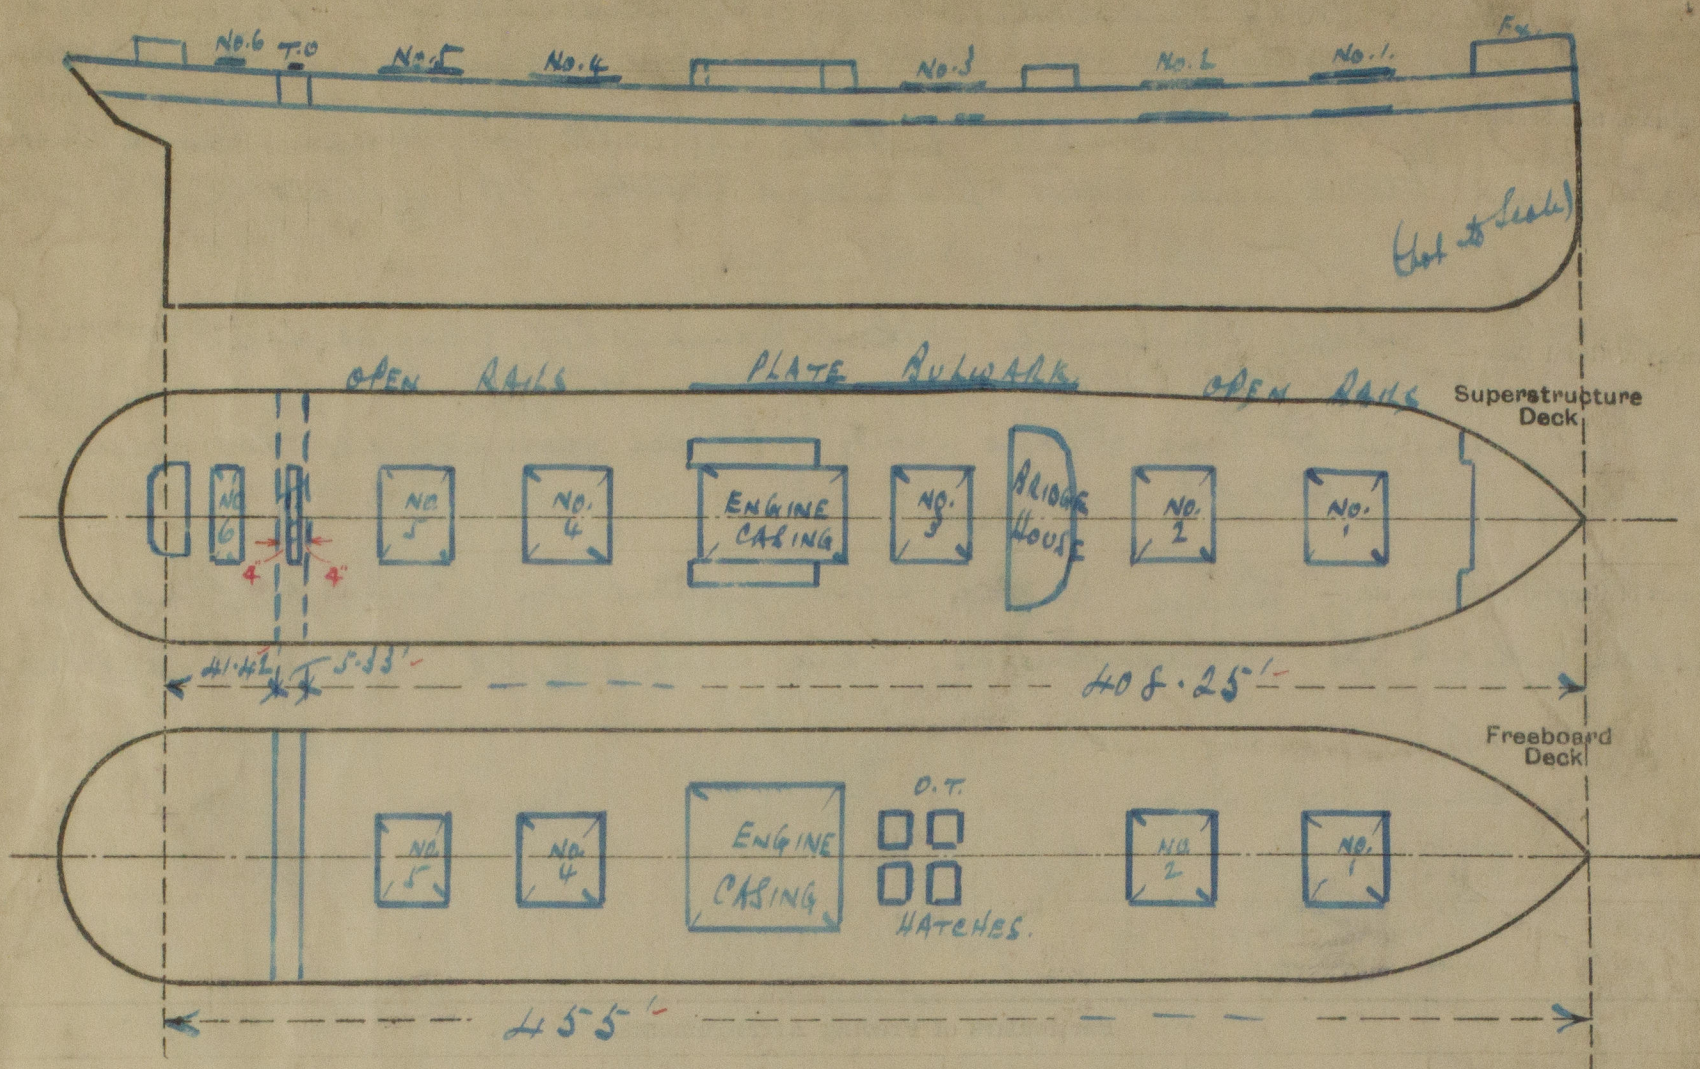 No.6 T.O No.5 No.4 No.3 No.2 No.1. Fx.
(Not to Scale)
OPEN RAILS PLATE BULWARK OPEN RAILS
Superstructure
Deck
NO 6
NO. 5
NO. 4
ENGINE
CASING
NO. 3
BRIDGE
HOUSE
NO. 2
NO. 1
4" 4"
41.42' 5.33' 408.25'
Freeboard
Deck
NO. 5
NO. 4
ENGINE
CASING
O.T.
HATCHES.
NO. 2
NO. 1
455'